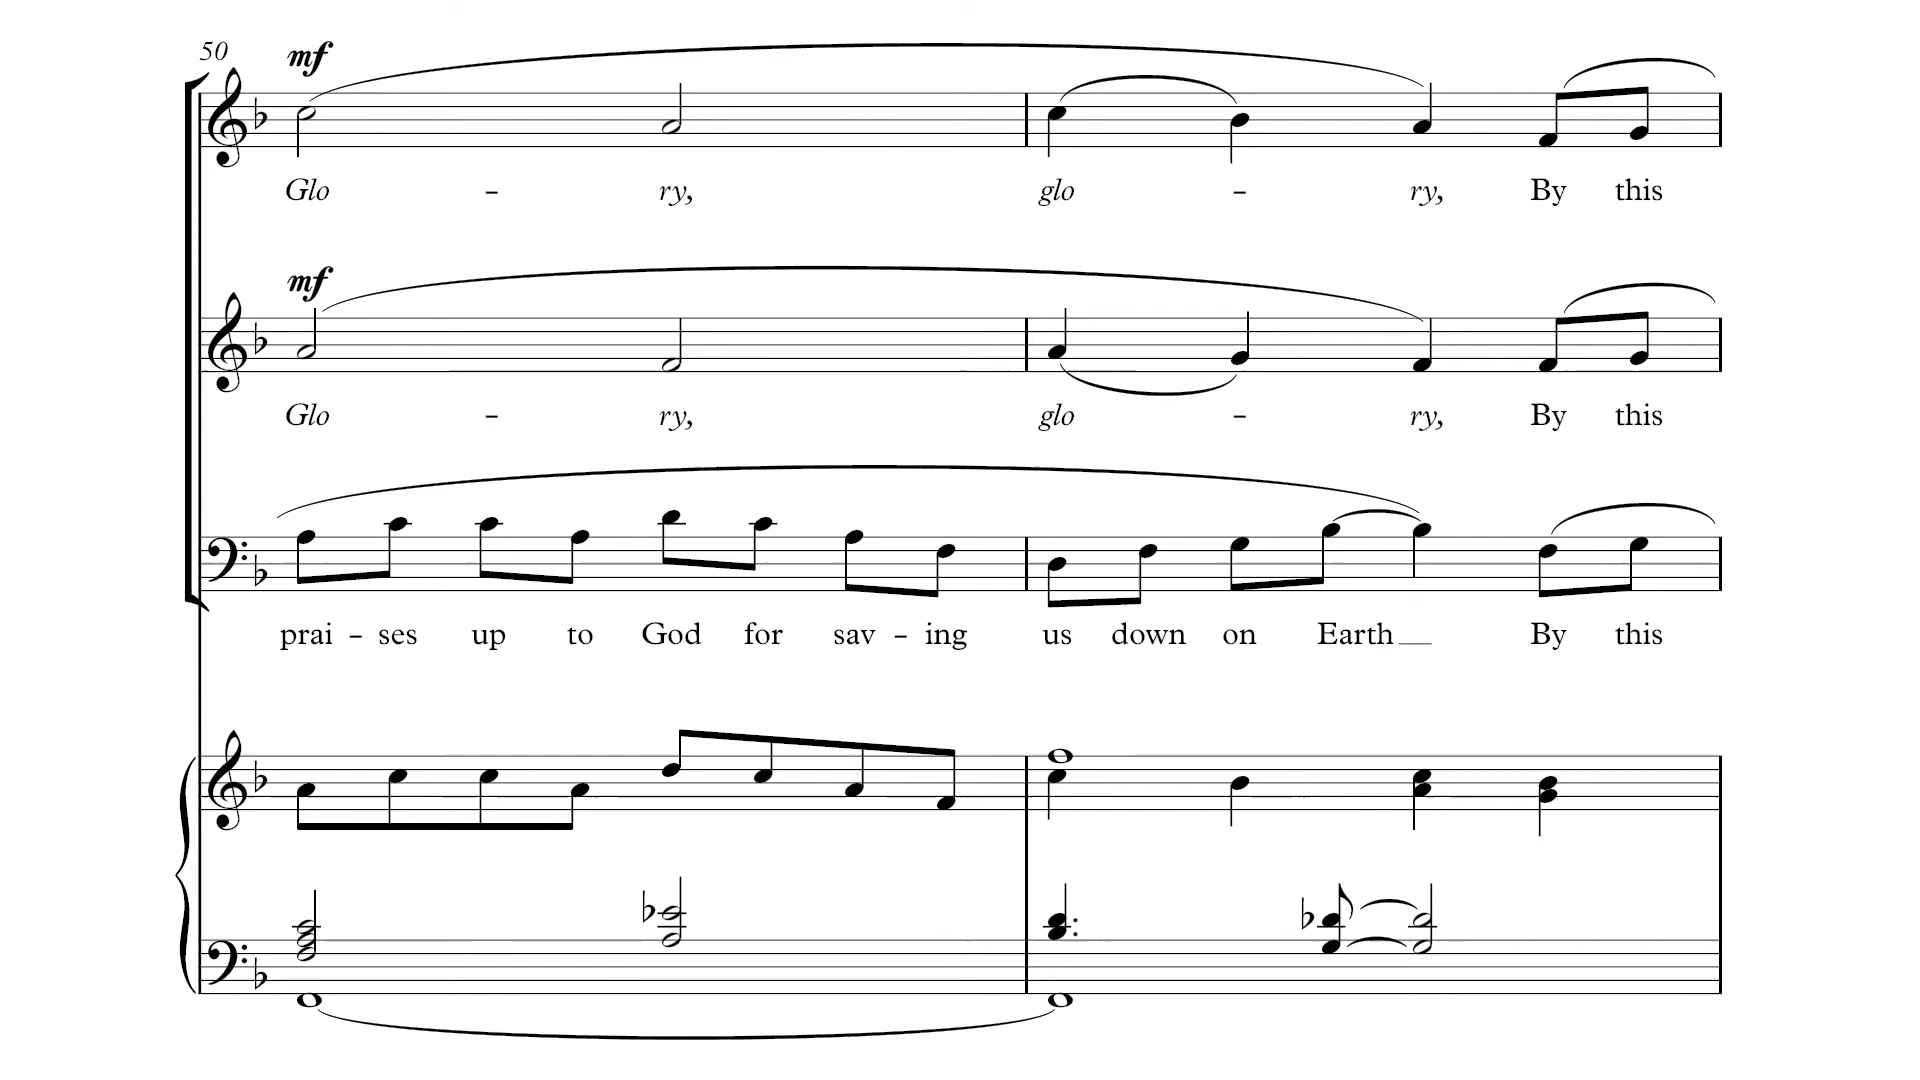 50
mf
Glo - ry, glo - ry, By this
mf
Glo - ry, glo - ry, By this
prai - ses up to God for sav - ing us down on Earth__ By this